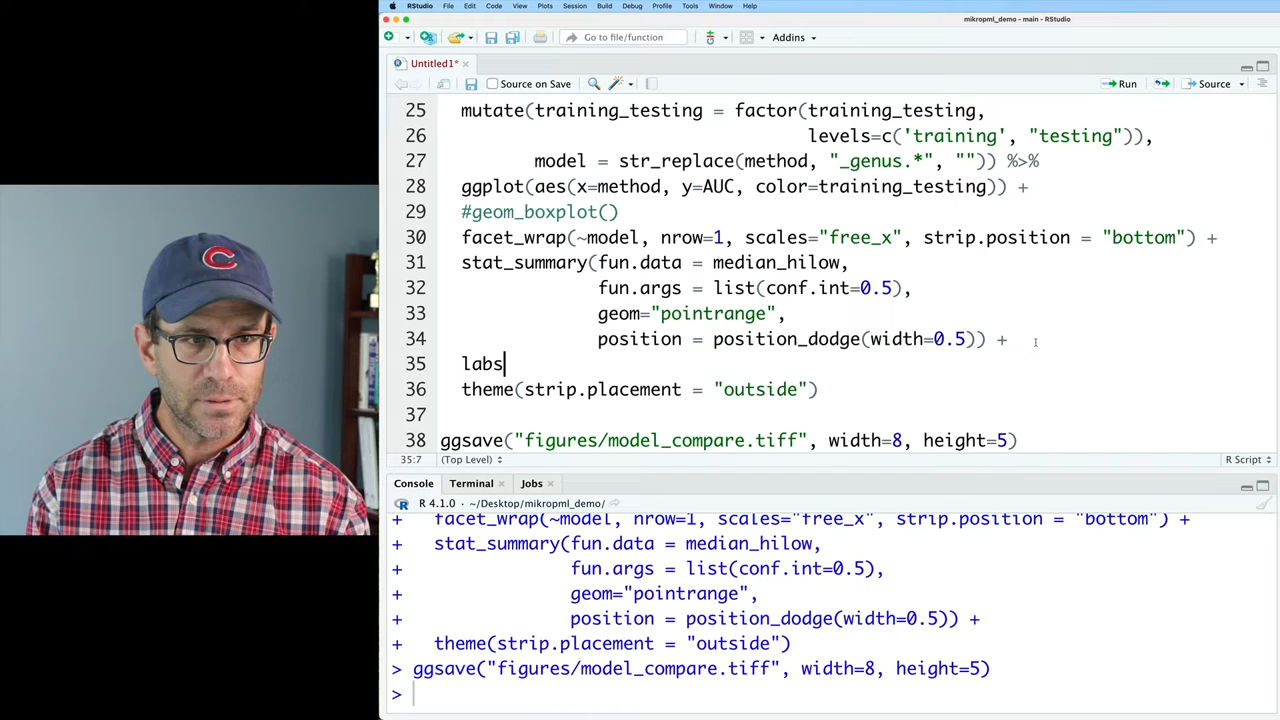 RStudio File Edit Code View Plots Session Build Debug Profile Tools Window Help
mikropml_demo - main - RStudio
Go to file/function Addins
Untitled1*
Source on Save Run Source
25 mutate(training_testing = factor(training_testing,
26 levels=c('training', "testing")),
27 model = str_replace(method, "_genus.*", "")) %>%
28 ggplot(aes(x=method, y=AUC, color=training_testing)) +
29 #geom_boxplot()
30 facet_wrap(~model, nrow=1, scales="free_x", strip.position = "bottom") +
31 stat_summary(fun.data = median_hilow,
32 fun.args = list(conf.int=0.5),
33 geom="pointrange",
34 position = position_dodge(width=0.5)) +
35 labs
36 theme(strip.placement = "outside")
37
38 ggsave("figures/model_compare.tiff", width=8, height=5)
35:7 (Top Level) R Script
Console Terminal Jobs
R R 4.1.0 · ~/Desktop/mikropml_demo/
+ facet_wrap(~model, nrow=1, scales="free_x", strip.position = "bottom") +
+ stat_summary(fun.data = median_hilow,
+ fun.args = list(conf.int=0.5),
+ geom="pointrange",
+ position = position_dodge(width=0.5)) +
+ theme(strip.placement = "outside")
> ggsave("figures/model_compare.tiff", width=8, height=5)
>
C